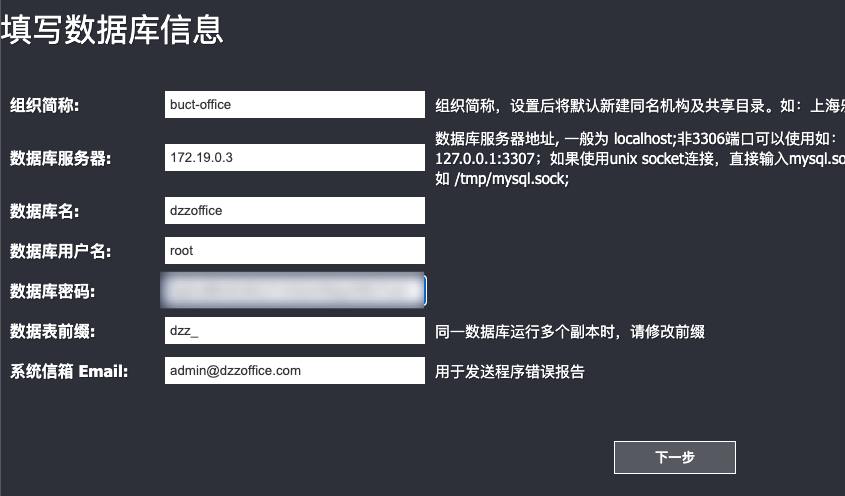 填写数据库信息
组织简称: buct-office 组织简称，设置后将默认新建同名机构及共享目录。如：上海
数据库服务器: 172.19.0.3 数据库服务器地址, 一般为 localhost;非3306端口可以使用如：
127.0.0.1:3307；如果使用unix socket连接，直接输入mysql.so
如 /tmp/mysql.sock;
数据库名: dzzoffice
数据库用户名: root
数据库密码:
数据表前缀: dzz_ 同一数据库运行多个副本时，请修改前缀
系统信箱 Email: admin@dzzoffice.com 用于发送程序错误报告
下一步